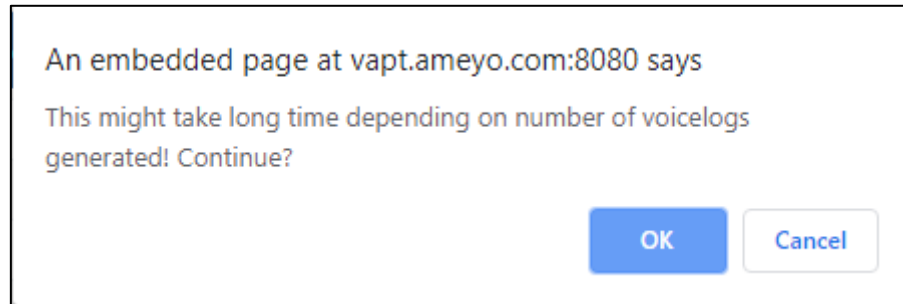 An embedded page at vapt.ameyo.com:8080 says
This might take long time depending on number of voicelogs
generated! Continue?
OK Cancel